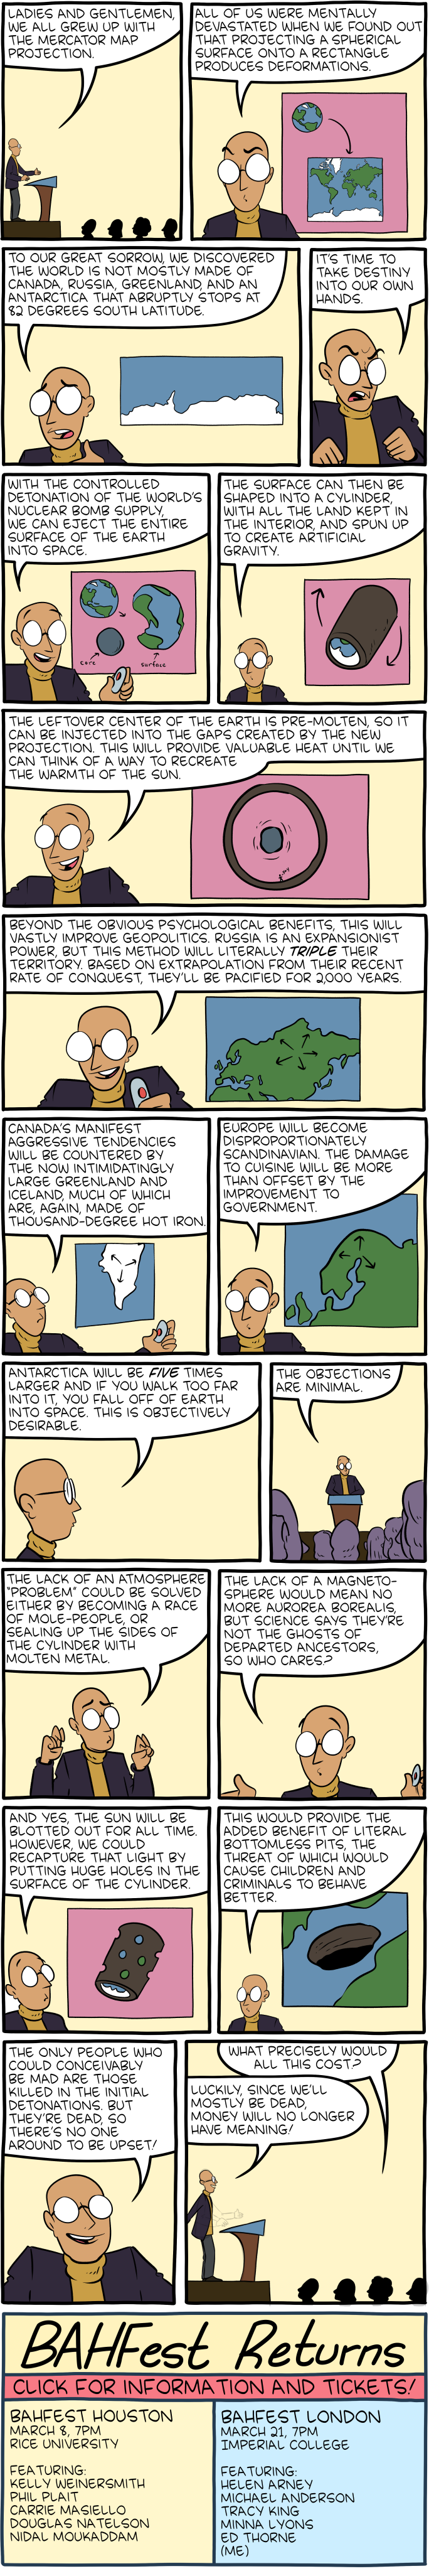 LADIES AND GENTLEMEN,
WE ALL GREW UP WITH
THE MERCATOR MAP
PROJECTION.
ALL OF US WERE MENTALLY
DEVASTATED WHEN WE FOUND OUT
THAT PROJECTING A SPHERICAL
SURFACE ONTO A RECTANGLE
PRODUCES DEFORMATIONS.
TO OUR GREAT SORROW, WE DISCOVERED
THE WORLD IS NOT MOSTLY MADE OF
CANADA, RUSSIA, GREENLAND, AND AN
ANTARCTICA THAT ABRUPTLY STOPS AT
82 DEGREES SOUTH LATITUDE.
IT'S TIME TO
TAKE DESTINY
INTO OUR OWN
HANDS.
WITH THE CONTROLLED
DETONATION OF THE WORLD'S
NUCLEAR BOMB SUPPLY,
WE CAN EJECT THE ENTIRE
SURFACE OF THE EARTH
INTO SPACE.
core
surface
THE SURFACE CAN THEN BE
SHAPED INTO A CYLINDER,
WITH ALL THE LAND KEPT IN
THE INTERIOR, AND SPUN UP
TO CREATE ARTIFICIAL
GRAVITY.
THE LEFTOVER CENTER OF THE EARTH IS PRE-MOLTEN, SO IT
CAN BE INJECTED INTO THE GAPS CREATED BY THE NEW
PROJECTION. THIS WILL PROVIDE VALUABLE HEAT UNTIL WE
CAN THINK OF A WAY TO RECREATE
THE WARMTH OF THE SUN.
BEYOND THE OBVIOUS PSYCHOLOGICAL BENEFITS, THIS WILL
VASTLY IMPROVE GEOPOLITICS. RUSSIA IS AN EXPANSIONIST
POWER, BUT THIS METHOD WILL LITERALLY TRIPLE THEIR
TERRITORY. BASED ON EXTRAPOLATION FROM THEIR RECENT
RATE OF CONQUEST, THEY'LL BE PACIFIED FOR 2,000 YEARS.
CANADA'S MANIFEST
AGGRESSIVE TENDENCIES
WILL BE COUNTERED BY
THE NOW INTIMIDATINGLY
LARGE GREENLAND AND
ICELAND, MUCH OF WHICH
ARE, AGAIN, MADE OF
THOUSAND-DEGREE HOT IRON.
EUROPE WILL BECOME
DISPROPORTIONATELY
SCANDINAVIAN. THE DAMAGE
TO CUISINE WILL BE MORE
THAN OFFSET BY THE
IMPROVEMENT TO
GOVERNMENT.
ANTARCTICA WILL BE FIVE TIMES
LARGER AND IF YOU WALK TOO FAR
INTO IT, YOU FALL OFF OF EARTH
INTO SPACE. THIS IS OBJECTIVELY
DESIRABLE.
THE OBJECTIONS
ARE MINIMAL.
THE LACK OF AN ATMOSPHERE
"PROBLEM" COULD BE SOLVED
EITHER BY BECOMING A RACE
OF MOLE-PEOPLE, OR
SEALING UP THE SIDES OF
THE CYLINDER WITH
MOLTEN METAL.
THE LACK OF A MAGNETO-
SPHERE WOULD MEAN NO
MORE AUROREA BOREALIS,
BUT SCIENCE SAYS THEY'RE
NOT THE GHOSTS OF
DEPARTED ANCESTORS,
SO WHO CARES?
AND YES, THE SUN WILL BE
BLOTTED OUT FOR ALL TIME.
HOWEVER, WE COULD
RECAPTURE THAT LIGHT BY
PUTTING HUGE HOLES IN THE
SURFACE OF THE CYLINDER.
THIS WOULD PROVIDE THE
ADDED BENEFIT OF LITERAL
BOTTOMLESS PITS, THE
THREAT OF WHICH WOULD
CAUSE CHILDREN AND
CRIMINALS TO BEHAVE
BETTER.
THE ONLY PEOPLE WHO
COULD CONCEIVABLY
BE MAD ARE THOSE
KILLED IN THE INITIAL
DETONATIONS. BUT
THEY'RE DEAD, SO
THERE'S NO ONE
AROUND TO BE UPSET!
WHAT PRECISELY WOULD
ALL THIS COST?
LUCKILY, SINCE WE'LL
MOSTLY BE DEAD,
MONEY WILL NO LONGER
HAVE MEANING!
BAHFest Returns
CLICK FOR INFORMATION AND TICKETS!
BAHFEST HOUSTON
MARCH 8, 7PM
RICE UNIVERSITY
FEATURING:
KELLY WEINERSMITH
PHIL PLAIT
CARRIE MASIELLO
DOUGLAS NATELSON
NIDAL MOUKADDAM
BAHFEST LONDON
MARCH 21, 7PM
IMPERIAL COLLEGE
FEATURING:
HELEN ARNEY
MICHAEL ANDERSON
TRACY KING
MINNA LYONS
ED THORNE
(ME)